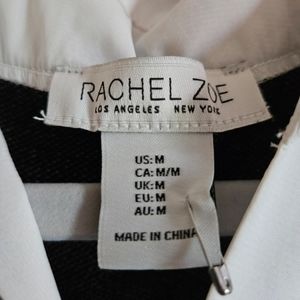 RACHEL ZOE
LOS ANGELES NEW YORK
US: M
CA: M/M
UK: M
EU: M
AU: M
MADE IN CHINA